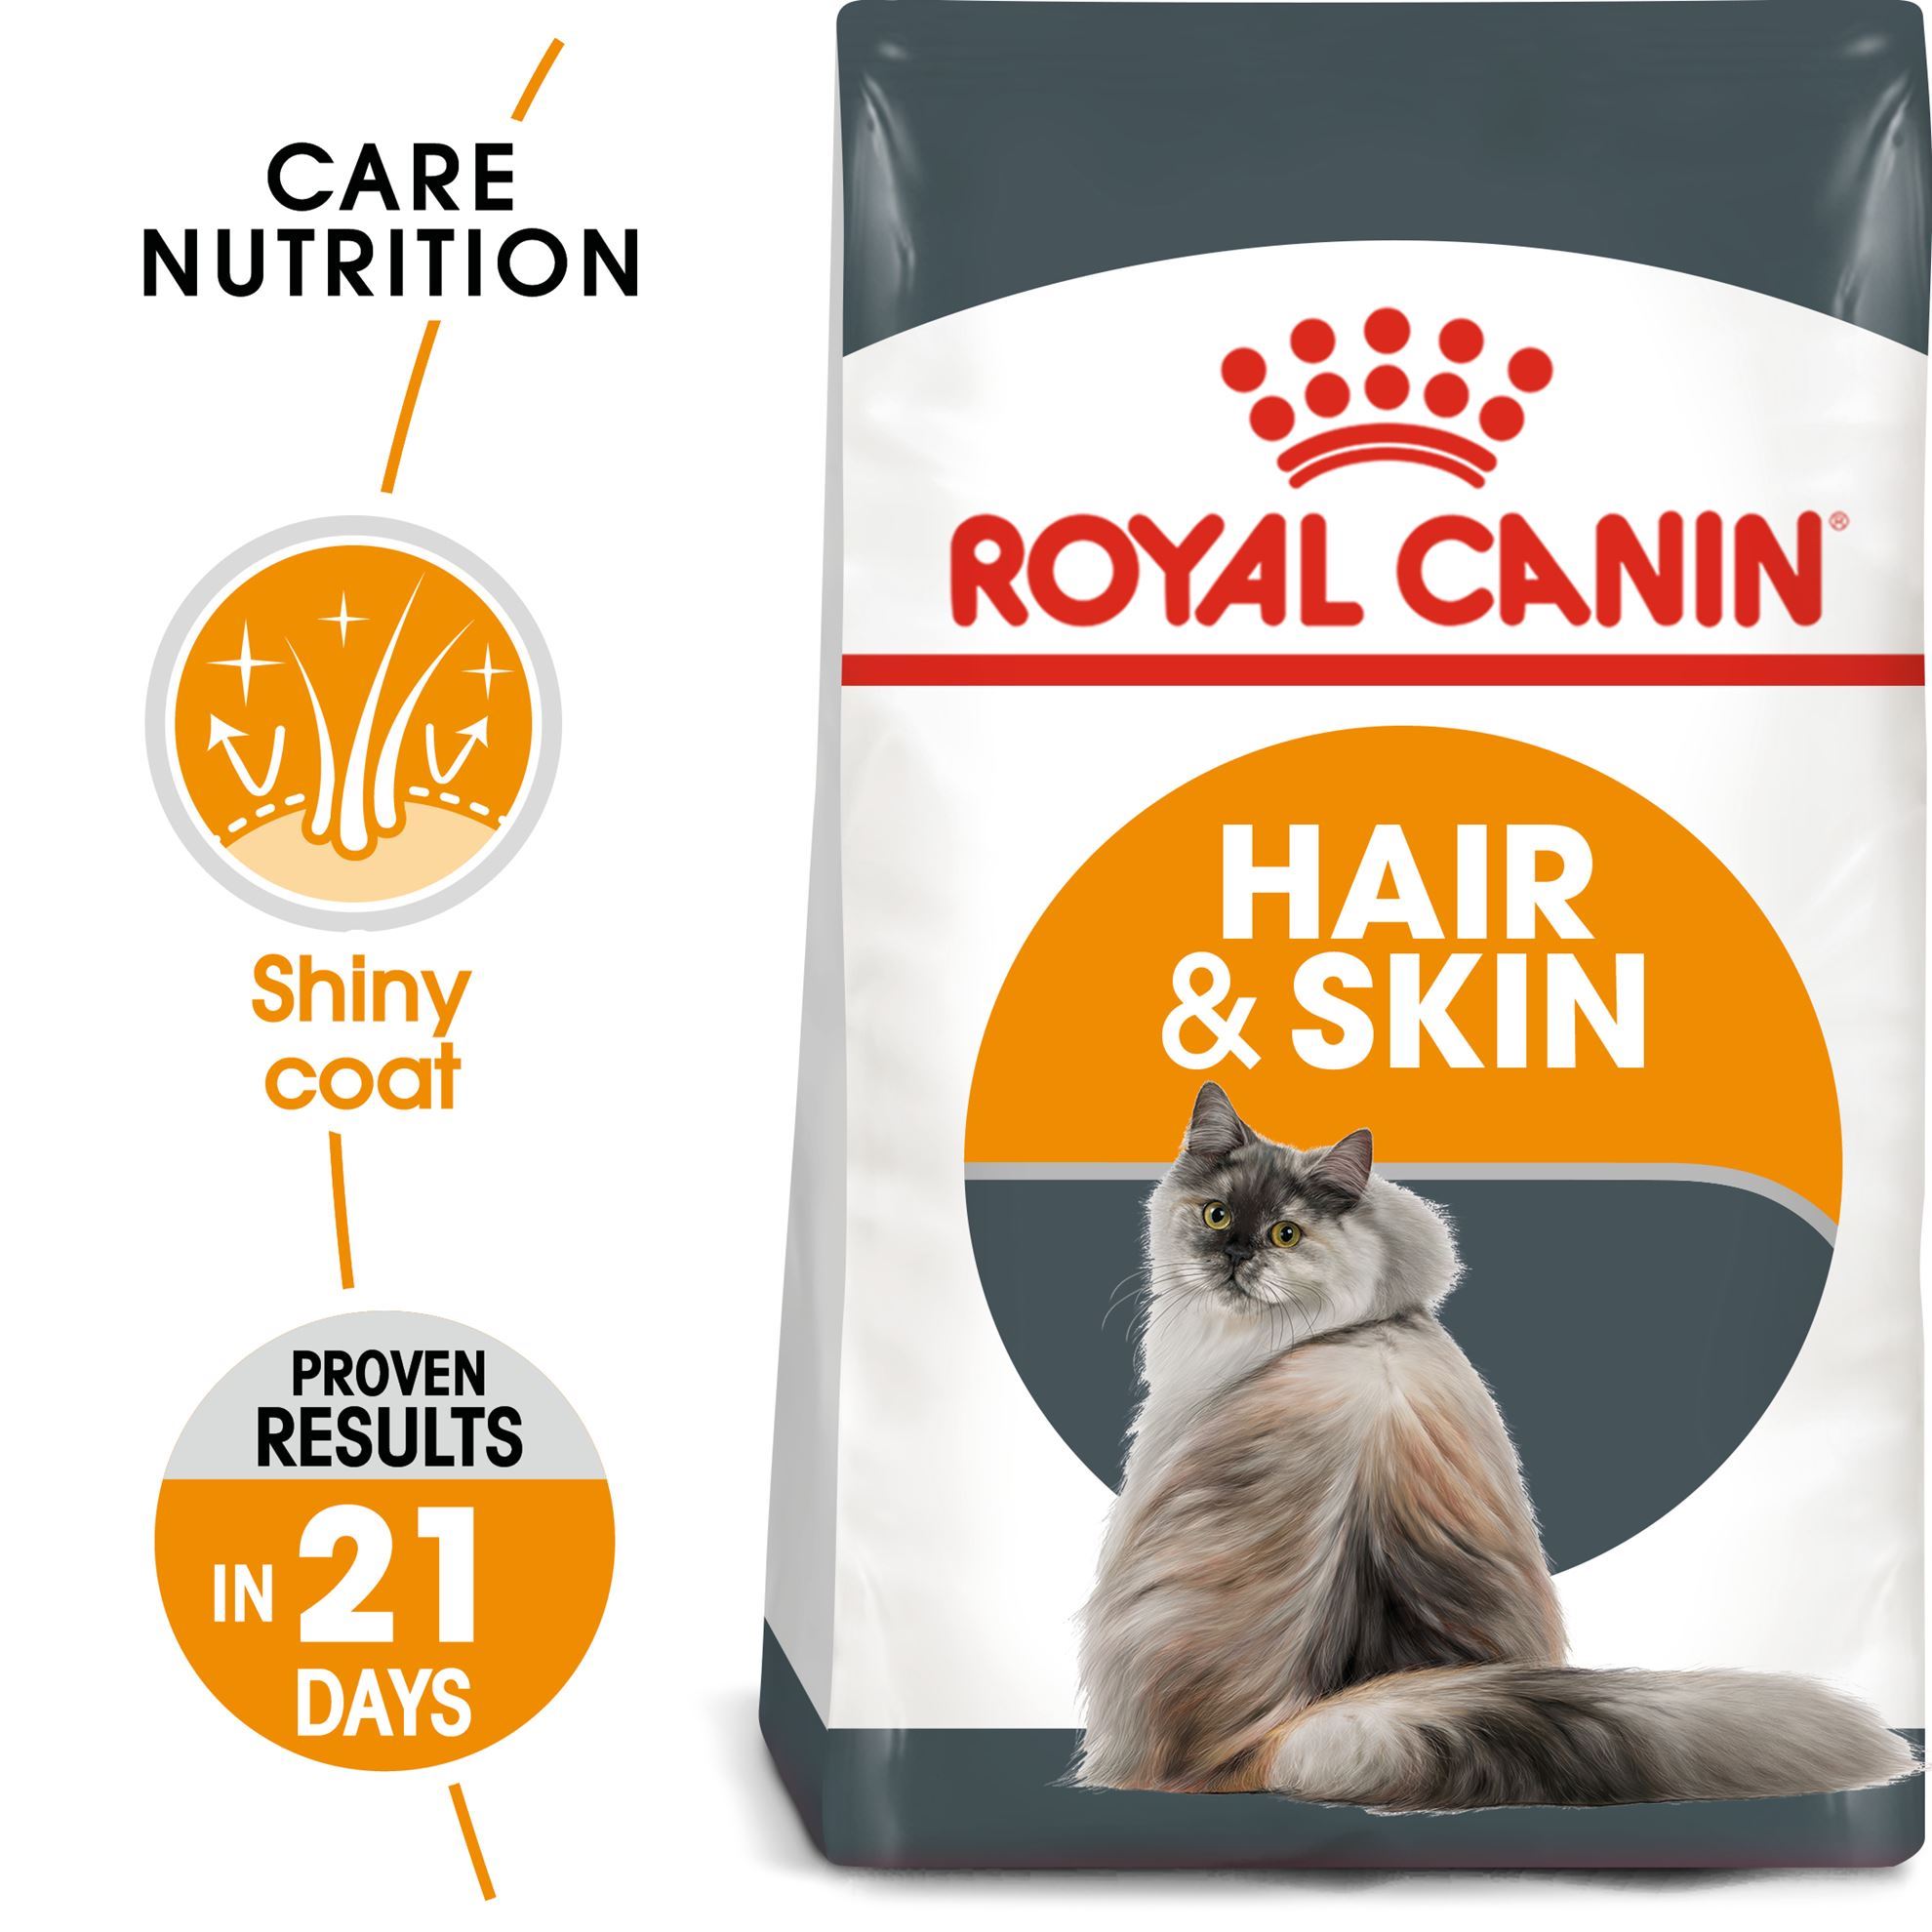 CARE
NUTRITION
Shiny
coat
PROVEN
RESULTS
IN 21
DAYS
ROYAL CANIN®
HAIR
& SKIN